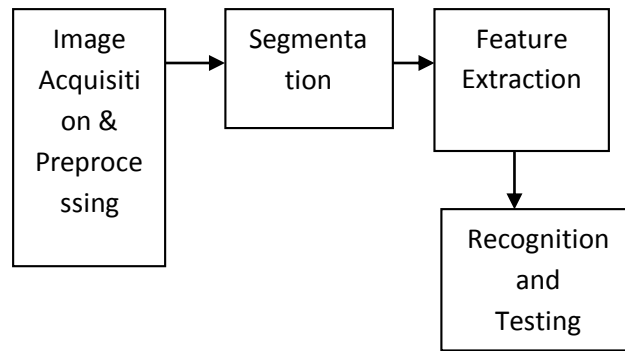 Image
Acquisiti
on &
Preproce
ssing
Segmenta
tion
Feature
Extraction
Recognition
and
Testing